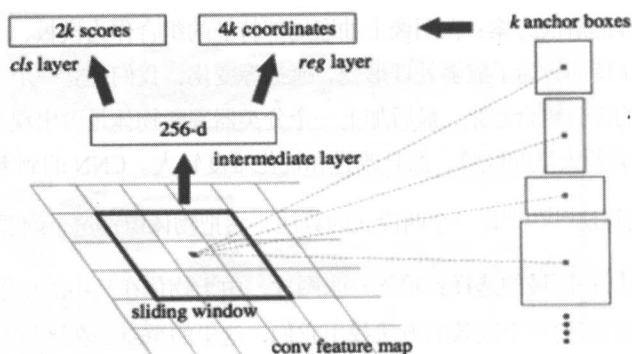 2k scores
4k coordinates
k anchor boxes
cls layer
reg layer
256-d
intermediate layer
sliding window
conv feature map